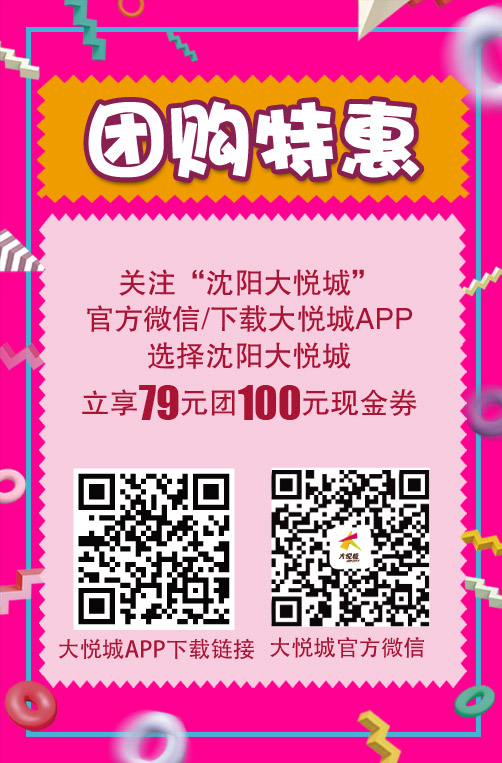 团购特惠
关注“沈阳大悦城”
官方微信/下载大悦城APP
选择沈阳大悦城
立享79元团100元现金券
大悦城
大悦城APP下载链接
大悦城官方微信